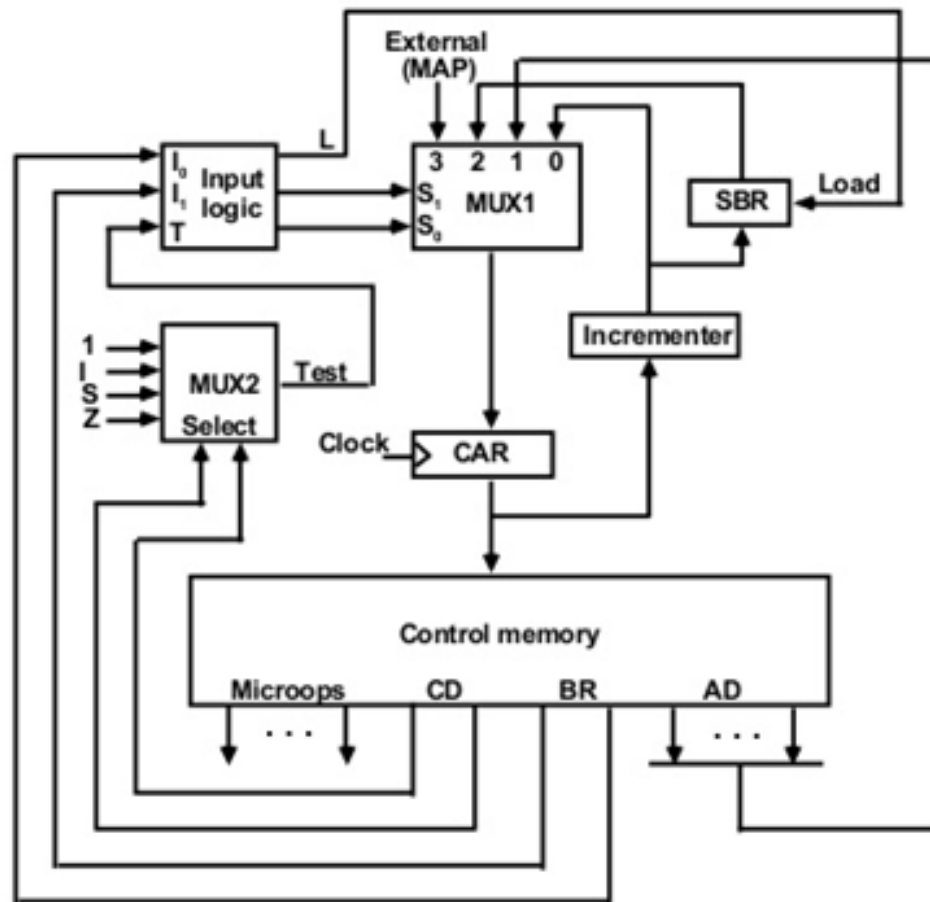 External
(MAP)
L
I0
I1
T
Input
logic
3 2 1 0
S1
S0
MUX1
SBR
Load
Incrementer
1
I
S
Z
MUX2
Select
Test
Clock
CAR
Control memory
Microops CD BR AD
. . .
. . .